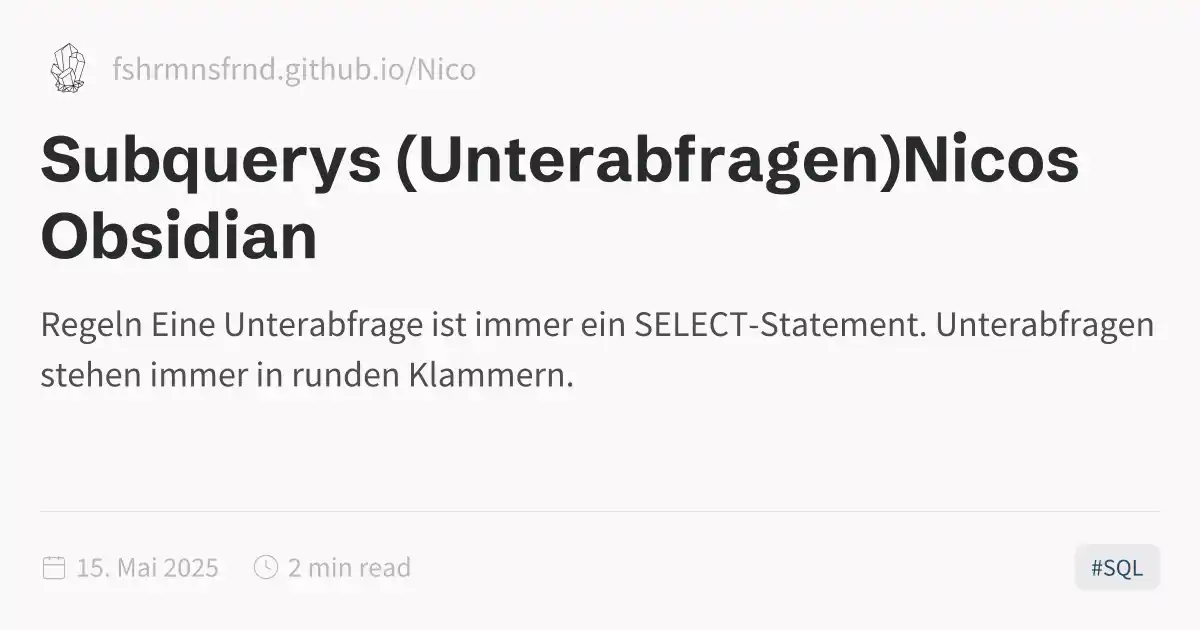 fshrmnsfrnd.github.io/Nico
Subquerys (Unterabfragen)Nicos
Obsidian
Regeln Eine Unterabfrage ist immer ein SELECT-Statement. Unterabfragen
stehen immer in runden Klammern.
15. Mai 2025
2 min read
#SQL